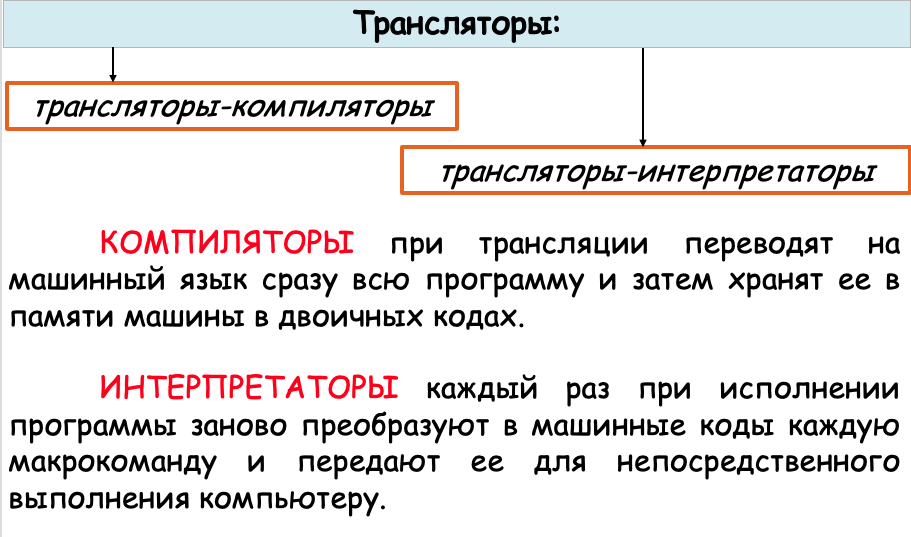 Трансляторы:
трансляторы-компиляторы
трансляторы-интерпретаторы
КОМПИЛЯТОРЫ при трансляции переводят на
машинный язык сразу всю программу и затем хранят ее в
памяти машины в двоичных кодах.
ИНТЕРПРЕТАТОРЫ каждый раз при исполнении
программы заново преобразуют в машинные коды каждую
макрокоманду и передают ее для непосредственного
выполнения компьютеру.